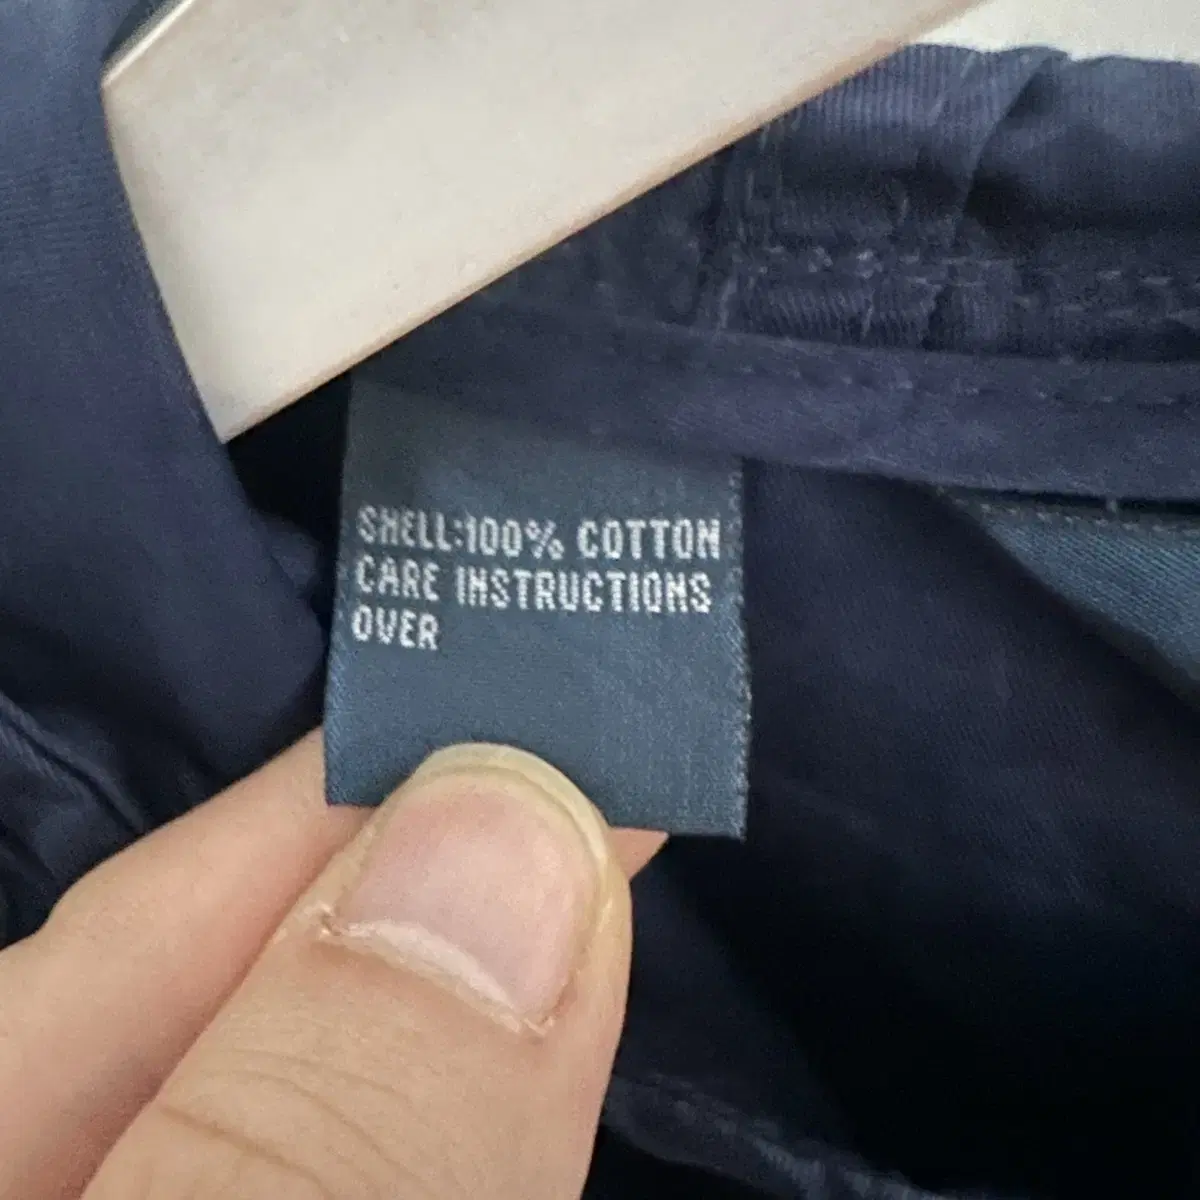 SHELL:100% COTTON
CARE INSTRUCTIONS
OVER